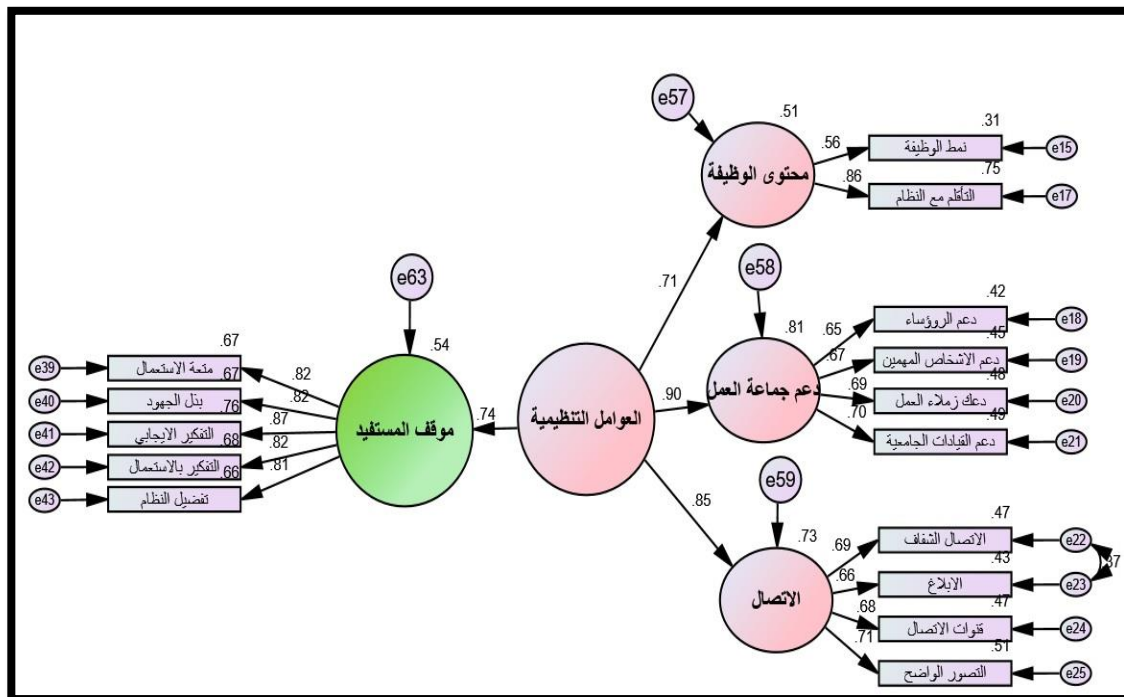 e57
.51
محتوى الوظيفة
.56
.86
.31
نمط الوظيفة
e15
.75
التأقلم مع النظام
e17
.71
e58
.81
دعم جماعة العمل
.90
.65
.67
.69
.70
.42
دعم الروؤساء
e18
.45
دعم الاشخاص المهمين
e19
.48
دعك زملاء العمل
e20
.49
دعم القيادات الجامعية
e21
العوامل التنظيمية
.74
e63
.54
موقف المستفيد
.82
.82
.87
.82
.81
.67
متعة الاستعمال
e39
.67
بذل الجهود
e40
.76
التفكير الايجابي
e41
.68
التفكير بالاستعمال
e42
.66
تفضيل النظام
e43
.85
e59
.73
الاتصال
.69
.66
.68
.71
.47
الاتصال الشفاف
e22
.37
.43
الابلاغ
e23
.47
قنوات الاتصال
e24
.51
التصور الواضح
e25